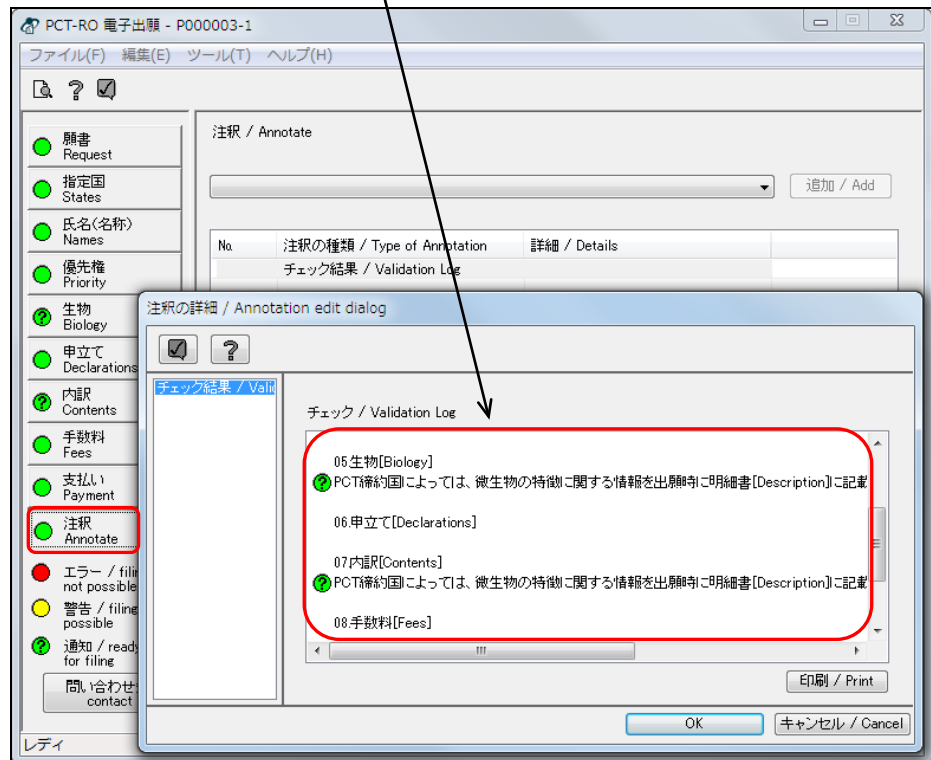 PCT-RO 電子出願 - P000003-1
ファイル(F) 編集(E) ツール(T) ヘルプ(H)
願書
Request
指定国
States
氏名(名称)
Names
優先権
Priority
生物
Biology
申立て
Declarations
内訳
Contents
手数料
Fees
支払い
Payment
注釈
Annotate
エラー / filin
not possible
警告 / filing
possible
通知 / ready
for filing
問い合わせ
contact
レディ
注釈 / Annotate
追加 / Add
No. 注釈の種類 / Type of Annotation 詳細 / Details
チェック結果 / Validation Log
注釈の詳細 / Annotation edit dialog
チェック結果 / Valid
チェック / Validation Log
05.生物[Biology]
PCT締約国によっては、微生物の特徴に関する情報を出願時に明細書[Description]に記載
06.申立て[Declarations]
07.内訳[Contents]
PCT締約国によっては、微生物の特徴に関する情報を出願時に明細書[Description]に記載
08.手数料[Fees]
印刷 / Print
OK キャンセル / Cancel